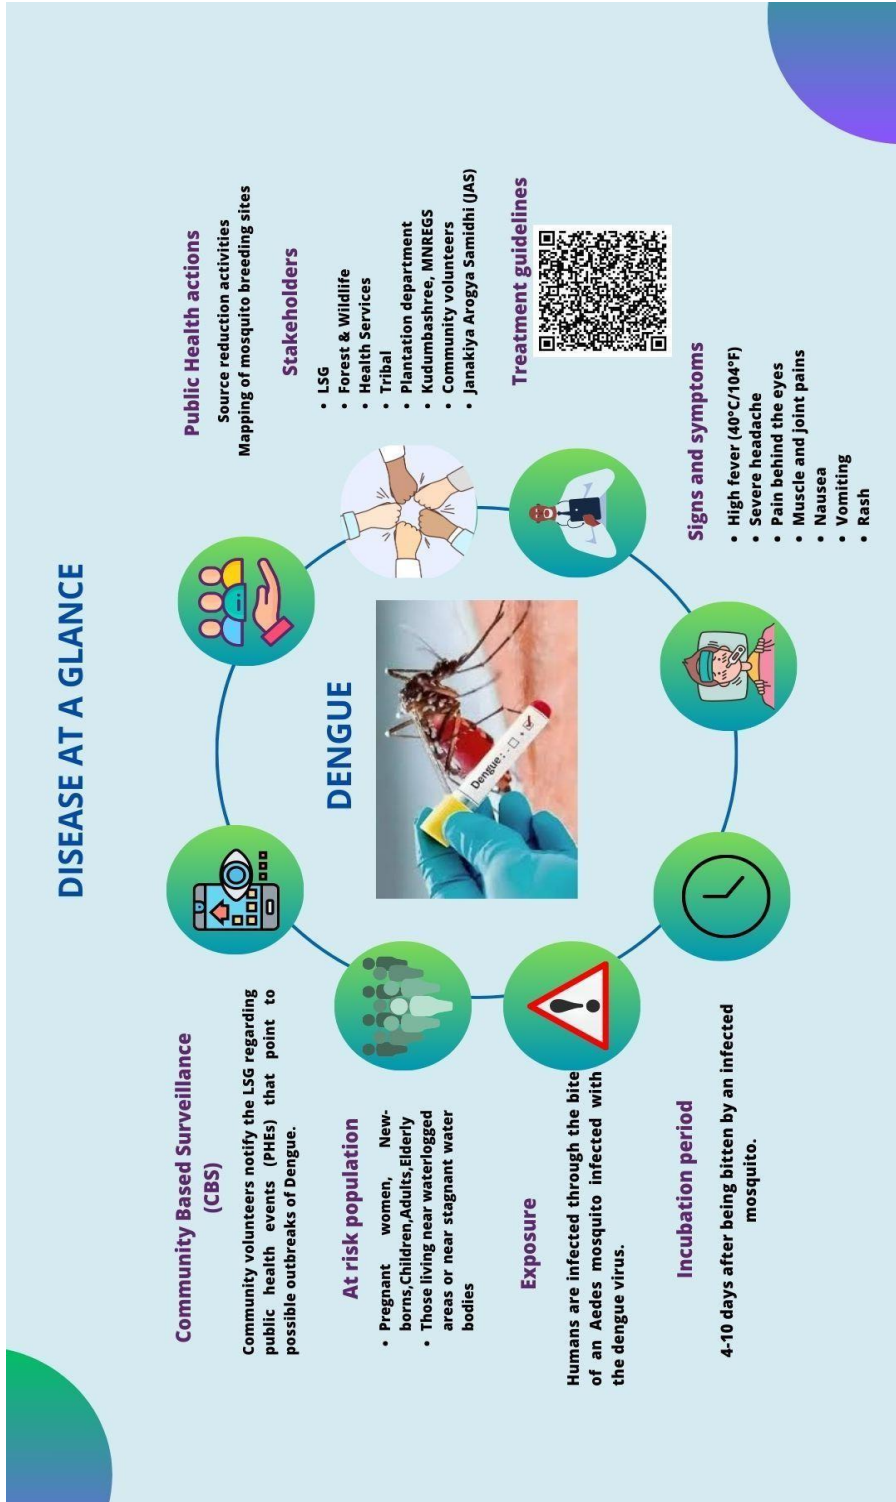 DISEASE AT A GLANCE
Community Based Surveillance
(CBS)
Community volunteers notify the LSG regarding
public health events (PHEs) that point to
possible outbreaks of Dengue.
At risk population
• Pregnant women, New-
borns,Children,Adults,Elderly
• Those living near waterlogged
areas or near stagnant water
bodies
Exposure
Humans are infected through the bite
of an Aedes mosquito infected with
the dengue virus.
Incubation period
4-10 days after being bitten by an infected
mosquito.
DENGUE
Dengue: - +
Public Health actions
Source reduction activities
Mapping of mosquito breeding sites
Stakeholders
• LSG
• Forest & Wildlife
• Health Services
• Tribal
• Plantation department
• Kudumbashree, MNREGS
• Community volunteers
• Janakiya Arogya Samidhi (JAS)
Treatment guidelines
Signs and symptoms
• High fever (40°C/104°F)
• Severe headache
• Pain behind the eyes
• Muscle and joint pains
• Nausea
• Vomiting
• Rash